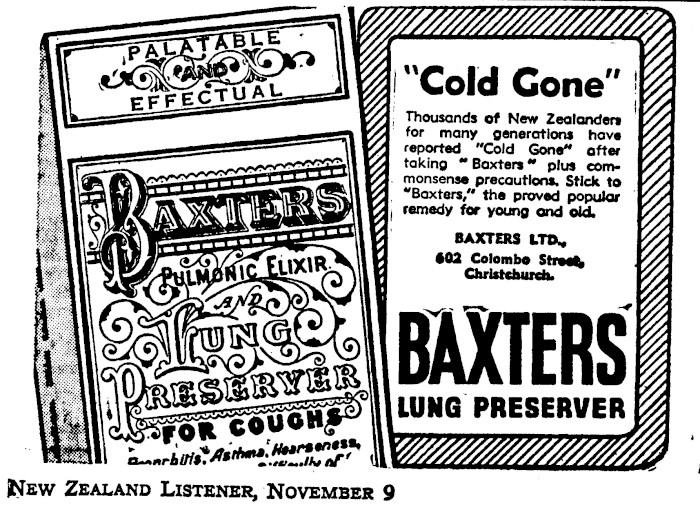 PALATABLE
AND
EFFECTUAL
BAXTERS
PULMONIC ELIXIR
AND
LUNG
PRESERVER
FOR COUGHS
Bronchitis, Asthma, Hoarseness,
Difficulty of
"Cold Gone"
Thousands of New Zealanders
for many generations have
reported "Cold Gone" after
taking "Baxters" plus com-
monsense precautions. Stick to
"Baxters," the proved popular
remedy for young and old.
BAXTERS LTD.,
602 Colombo Street,
Christchurch.
BAXTERS
LUNG PRESERVER
NEW ZEALAND LISTENER, NOVEMBER 9